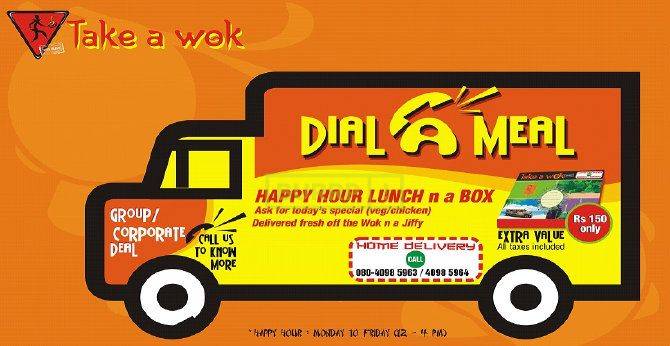 Take a wok
DIAL A MEAL
HAPPY HOUR LUNCH n a BOX
Ask for today's special (veg/chicken)
Delivered fresh off the Wok n a Jiffy
take a wok
Rs 150
only
EXTRA VALUE
All taxes included
GROUP/
CORPORATE
DEAL
CALL US
TO KNOW
MORE
HOME DELIVERY
CALL
080-4098 5963 / 4098 5964
*HAPPY HOUR : MONDAY TO FRIDAY (12 - 4 PM)